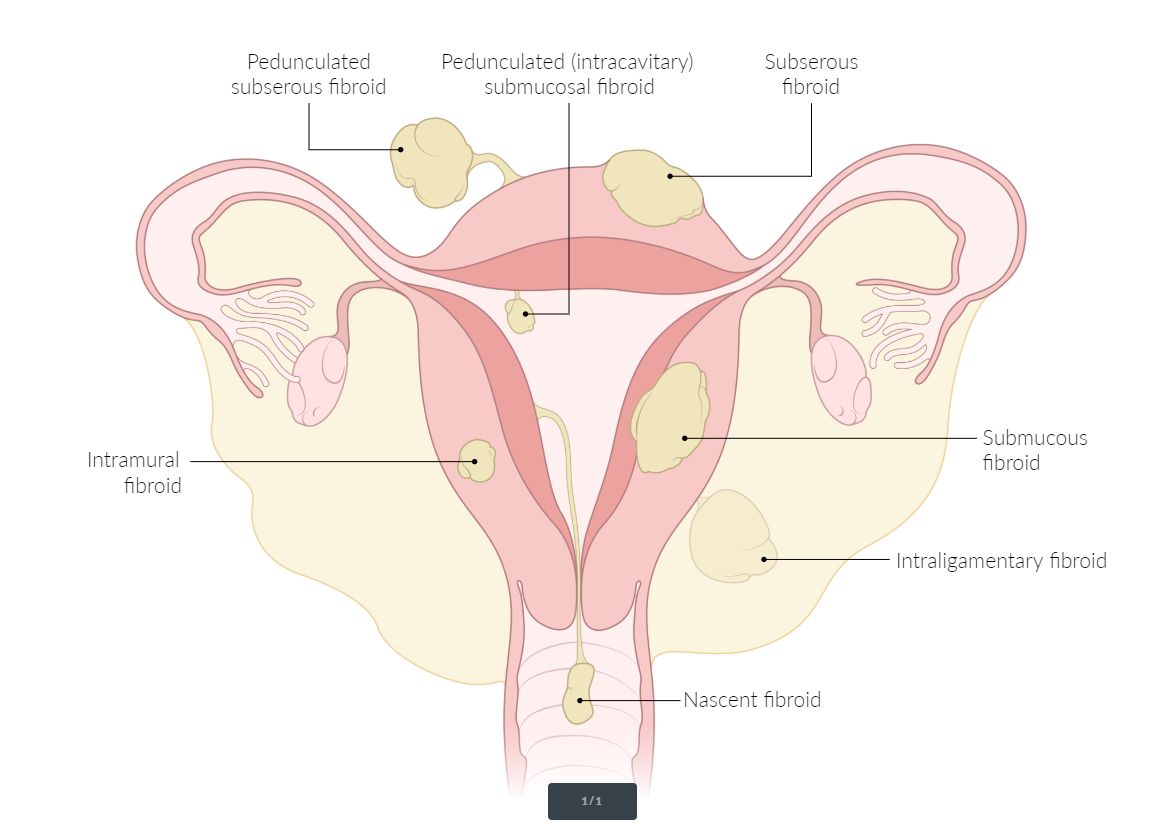 Pedunculated
subserous fibroid
Pedunculated (intracavitary)
submucosal fibroid
Subserous
fibroid
Intramural
fibroid
Submucous
fibroid
Intraligamentary fibroid
Nascent fibroid
1/1